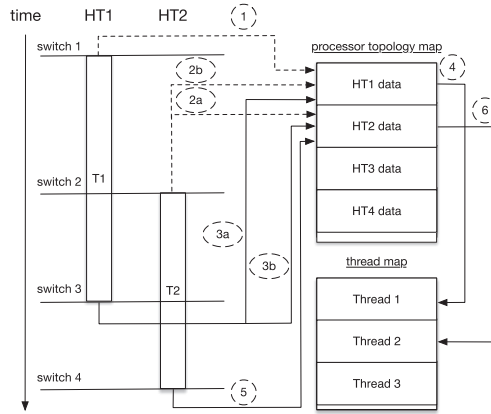 time HT1 HT2
1
switch 1
processor topology map
4
2b
HT1 data
2a
6
HT2 data
T1
HT3 data
switch 2
HT4 data
3a
3b
thread map
T2
switch 3
Thread 1
Thread 2
switch 4
Thread 3
5